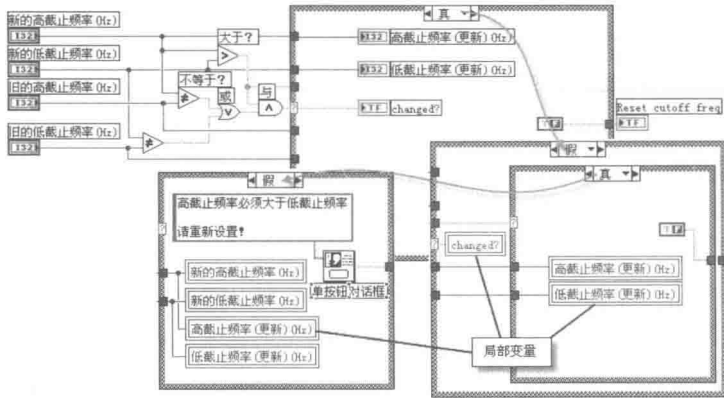 新的高截止频率(Hz)
I32
新的低截止频率(Hz)
I32
旧的高截止频率(Hz)
I32
旧的低截止频率(Hz)
I32
大于?
>
不等于?
≠
或
∨
与
∧
≠
真
I32 高截止频率(更新)(Hz)
I32 低截止频率(更新)(Hz)
TF changed?
Reset cutoff freq
TF
假
高截止频率必须大于低截止频率
请重新设置!
单按钮对话框
新的高截止频率(Hz)
新的低截止频率(Hz)
高截止频率(更新)(Hz)
低截止频率(更新)(Hz)
假
真
changed?
高截止频率(更新)(Hz)
低截止频率(更新)(Hz)
局部变量